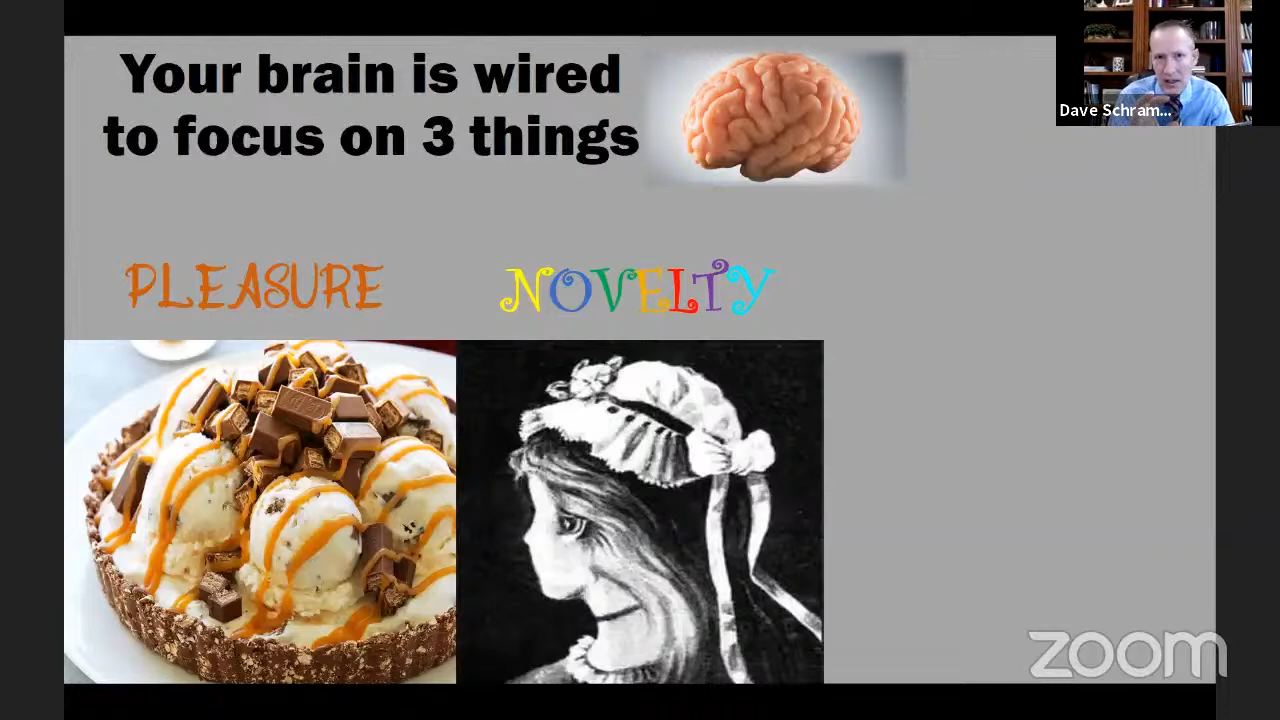 Your brain is wired
to focus on 3 things
Dave Schram...
PLEASURE
NOVELTY
zoom